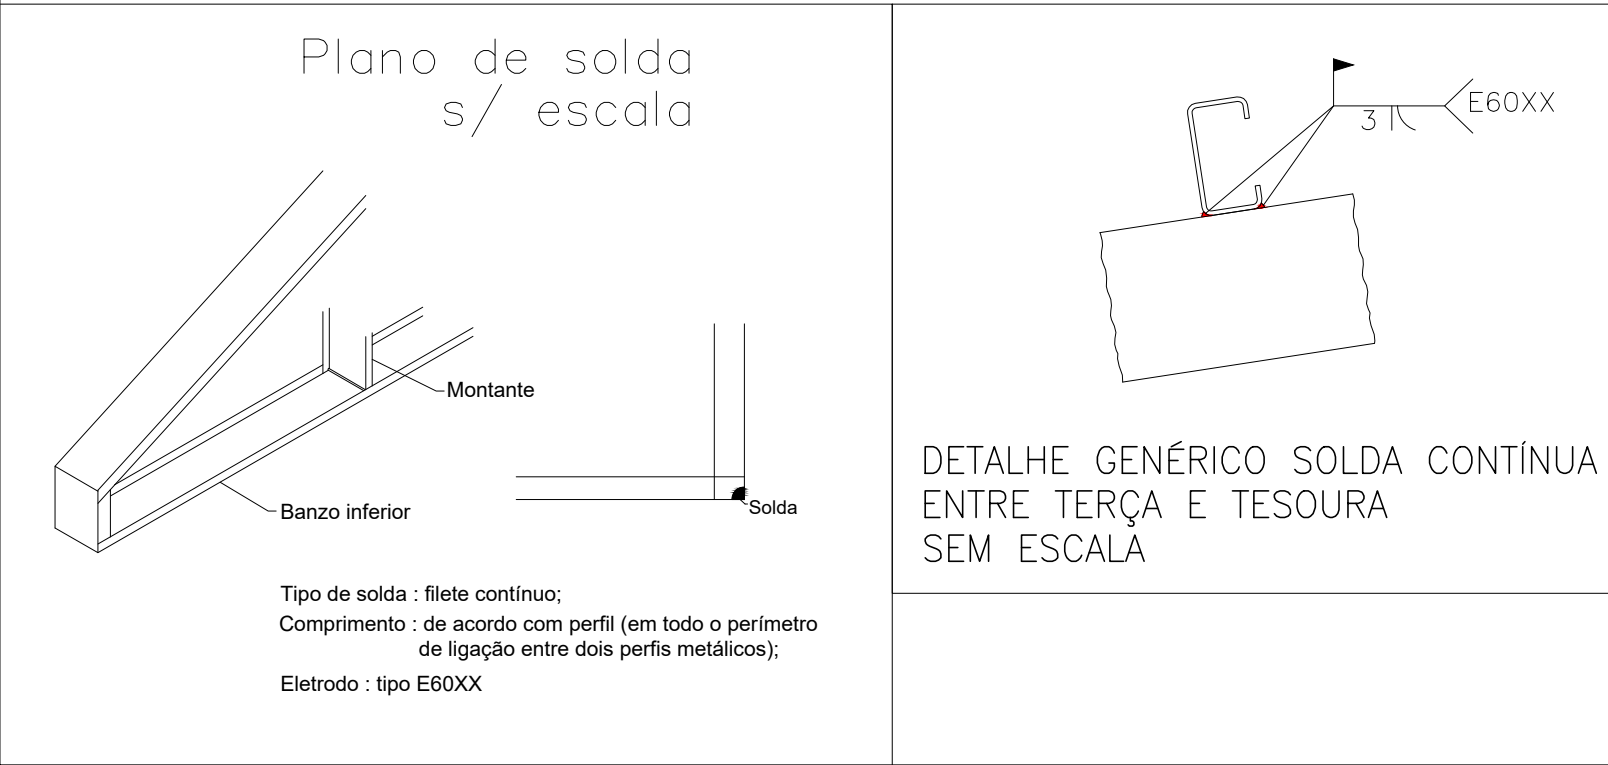 Plano de solda
s/ escala
Montante
Banzo inferior
Solda
Tipo de solda : filete contínuo;
Comprimento : de acordo com perfil (em todo o perímetro
de ligação entre dois perfis metálicos);
Eletrodo : tipo E60XX
3
E60XX
DETALHE GENÉRICO SOLDA CONTÍNUA
ENTRE TERÇA E TESOURA
SEM ESCALA